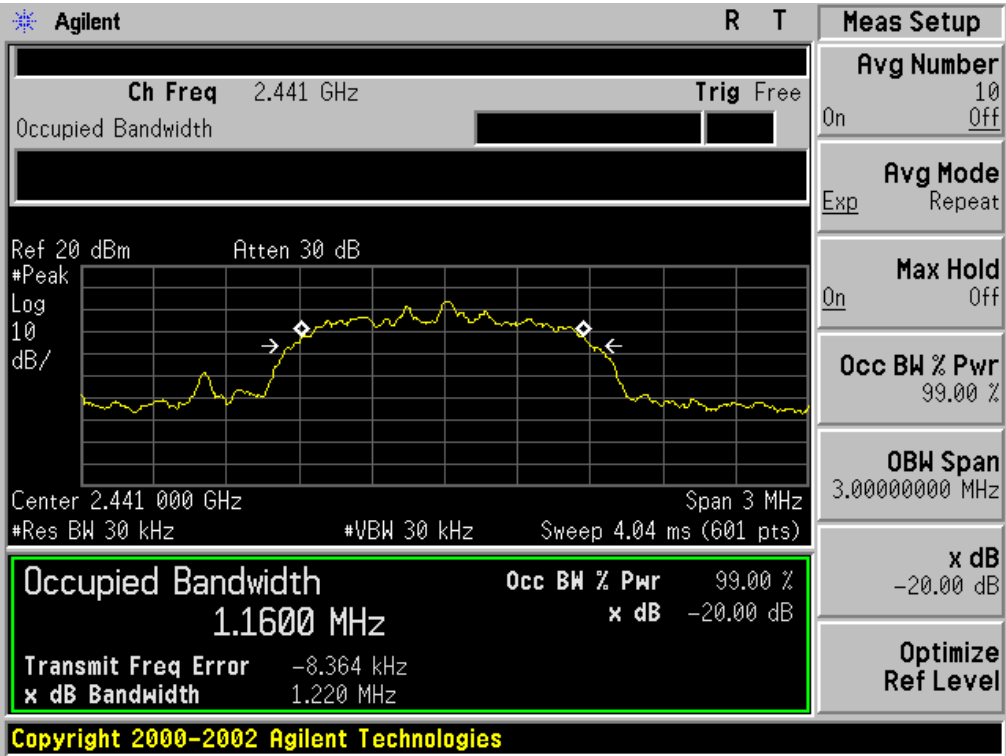 Agilent R T Meas Setup
Ch Freq 2.441 GHz Trig Free
Occupied Bandwidth
Ref 20 dBm Atten 30 dB
#Peak
Log
10
dB/
Center 2.441 000 GHz Span 3 MHz
#Res BW 30 kHz #VBW 30 kHz Sweep 4.04 ms (601 pts)
Occupied Bandwidth Occ BW % Pwr 99.00 %
1.1600 MHz x dB -20.00 dB
Transmit Freq Error -8.364 kHz
x dB Bandwidth 1.220 MHz
Avg Number
10
On Off
Avg Mode
Exp Repeat
Max Hold
On Off
Occ BW % Pwr
99.00 %
OBW Span
3.00000000 MHz
x dB
-20.00 dB
Optimize
Ref Level
Copyright 2000-2002 Agilent Technologies